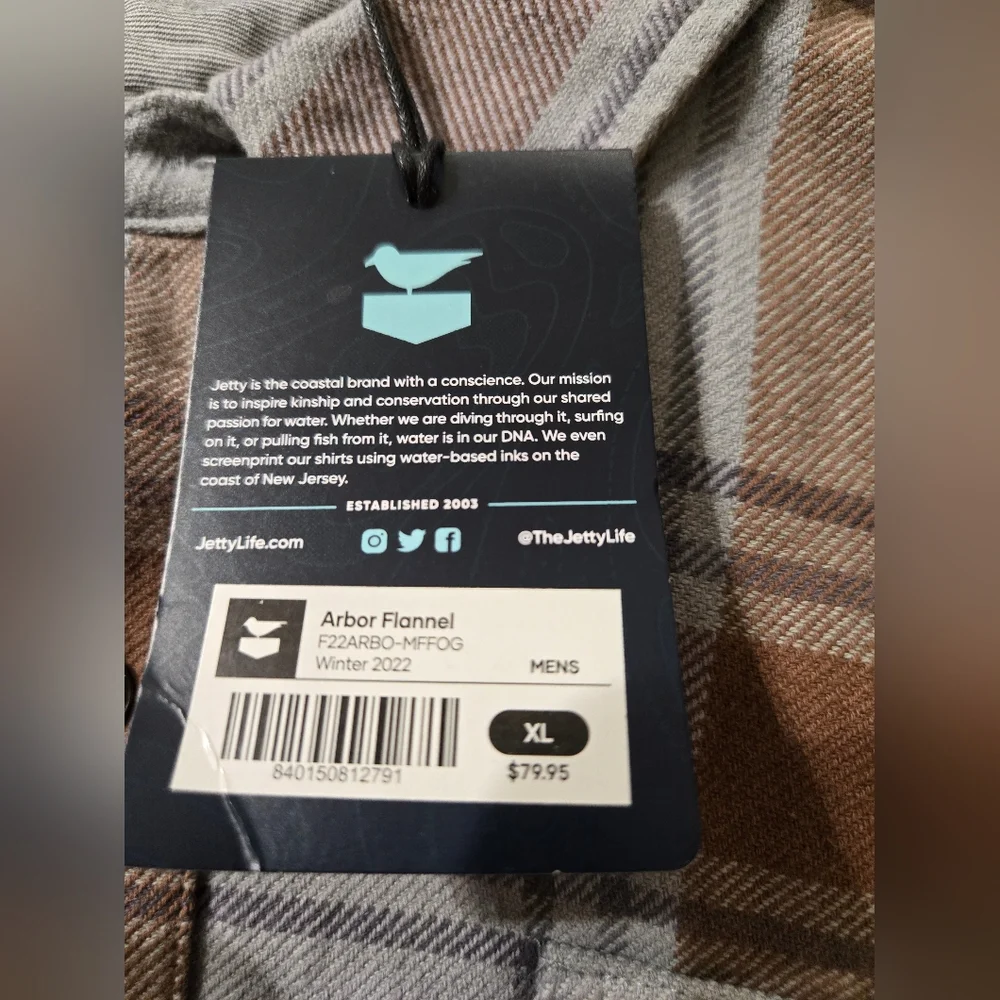 Jetty is the coastal brand with a conscience. Our mission
is to inspire kinship and conservation through our shared
passion for water. Whether we are diving through it, surfing
on it, or pulling fish from it, water is in our DNA. We even
screenprint our shirts using water-based inks on the
coast of New Jersey.
ESTABLISHED 2003
JettyLife.com @TheJettyLife
Arbor Flannel
F22ARBO-MFFOG
Winter 2022 MENS
XL
840150812791 $79.95